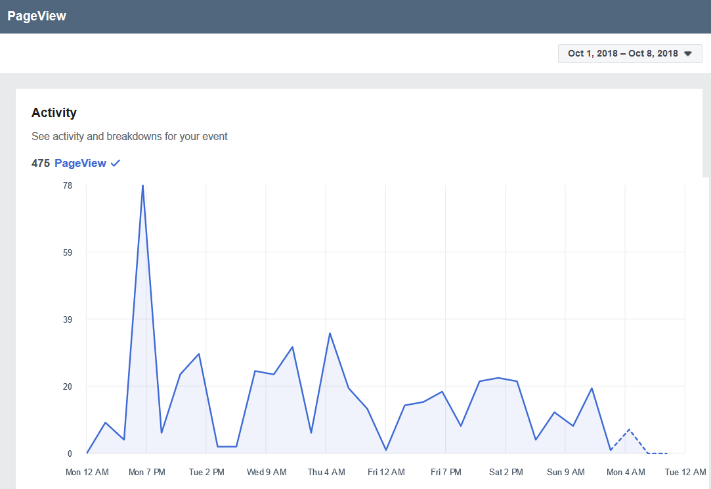 PageView
Oct 1, 2018 – Oct 8, 2018
Activity
See activity and breakdowns for your event
475 PageView
78
59
39
20
0
Mon 12 AM Mon 7 PM Tue 2 PM Wed 9 AM Thu 4 AM Fri 12 AM Fri 7 PM Sat 2 PM Sun 9 AM Mon 4 AM Tue 12 AM